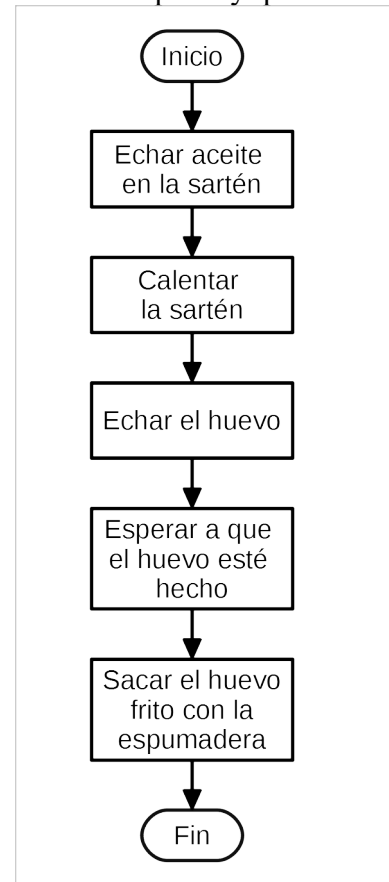 Inicio
Echar aceite
en la sartén
Calentar
la sartén
Echar el huevo
Esperar a que
el huevo esté
hecho
Sacar el huevo
frito con la
espumadera
Fin